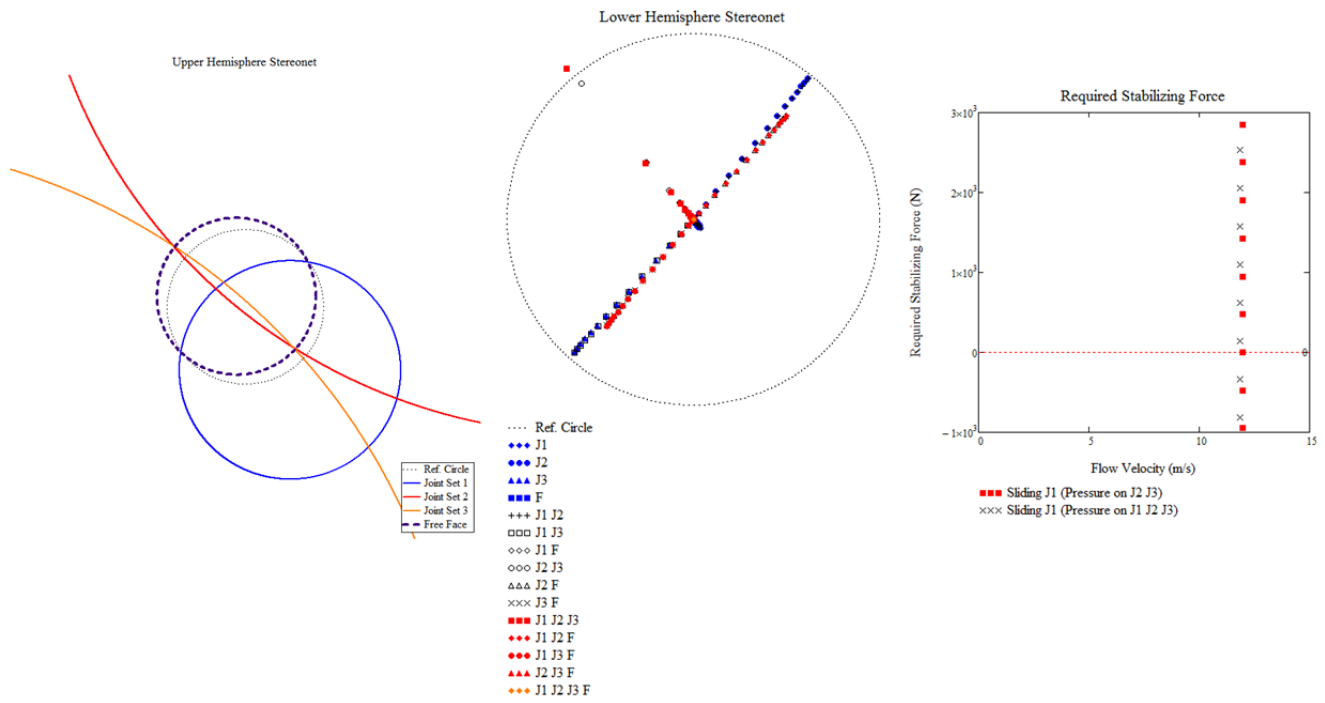 Upper Hemisphere Stereonet
Ref. Circle
Joint Set 1
Joint Set 2
Joint Set 3
Free Face
Lower Hemisphere Stereonet
Ref. Circle
J1
J2
J3
F
J1 J2
J1 J3
J1 F
J2 J3
J2 F
J3 F
J1 J2 J3
J1 J2 F
J1 J3 F
J2 J3 F
J1 J2 J3 F
Required Stabilizing Force
Required Stabilizing Force (N)
3×10³
2×10³
1×10³
0
0
−1×10³
0
5
10
15
Flow Velocity (m/s)
Sliding J1 (Pressure on J2 J3)
Sliding J1 (Pressure on J1 J2 J3)